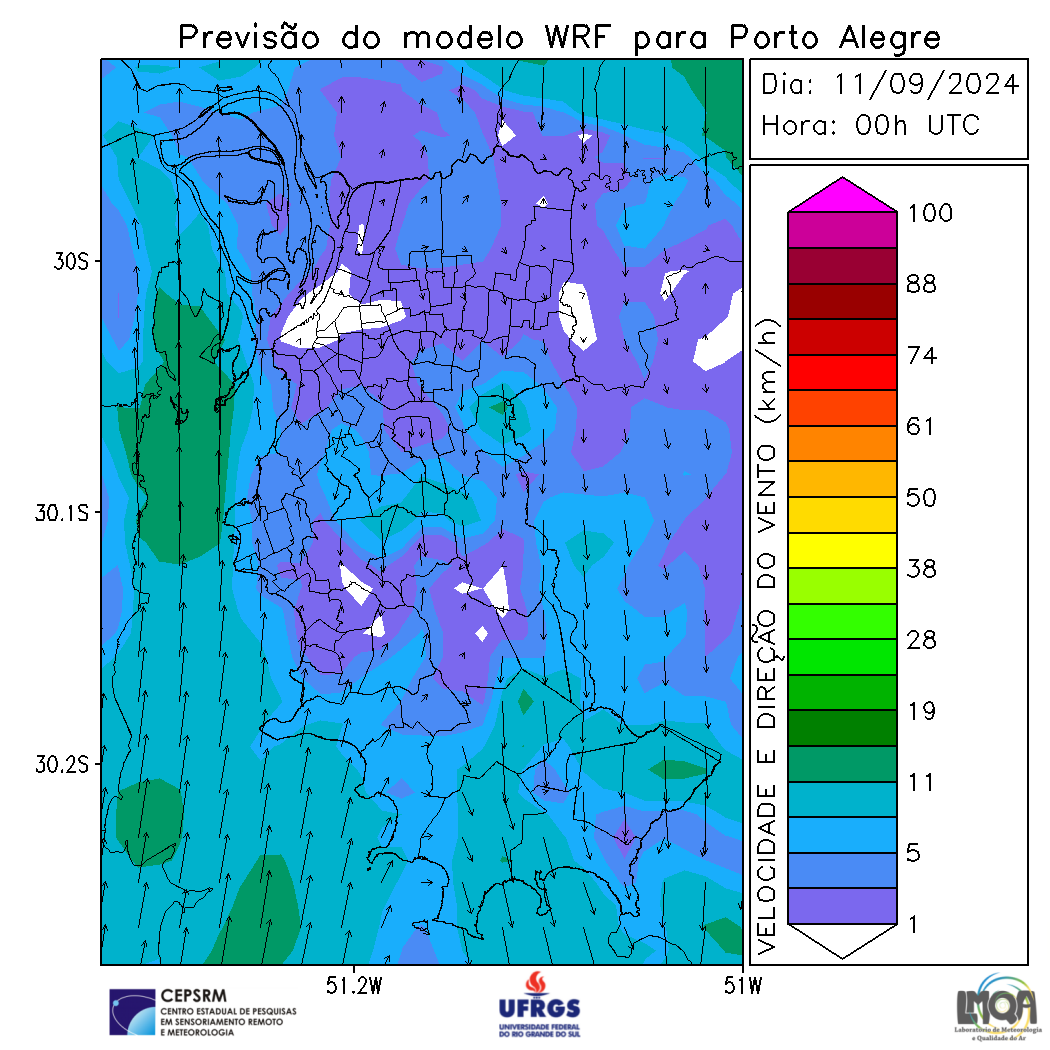 Previsão do modelo WRF para Porto Alegre
Dia: 11/09/2024
Hora: 00h UTC
30S
30.1S
30.2S
51.2W
51W
VELOCIDADE E DIREÇÃO DO VENTO (km/h)
100
88
74
61
50
38
28
19
11
5
1
CEPSRM
CENTRO ESTADUAL DE PESQUISAS
EM SENSORIAMENTO REMOTO
E METEOROLOGIA
UFRGS
UNIVERSIDADE FEDERAL
DO RIO GRANDE DO SUL
LMQA
Laboratório de Meteorologia
e Qualidade do Ar